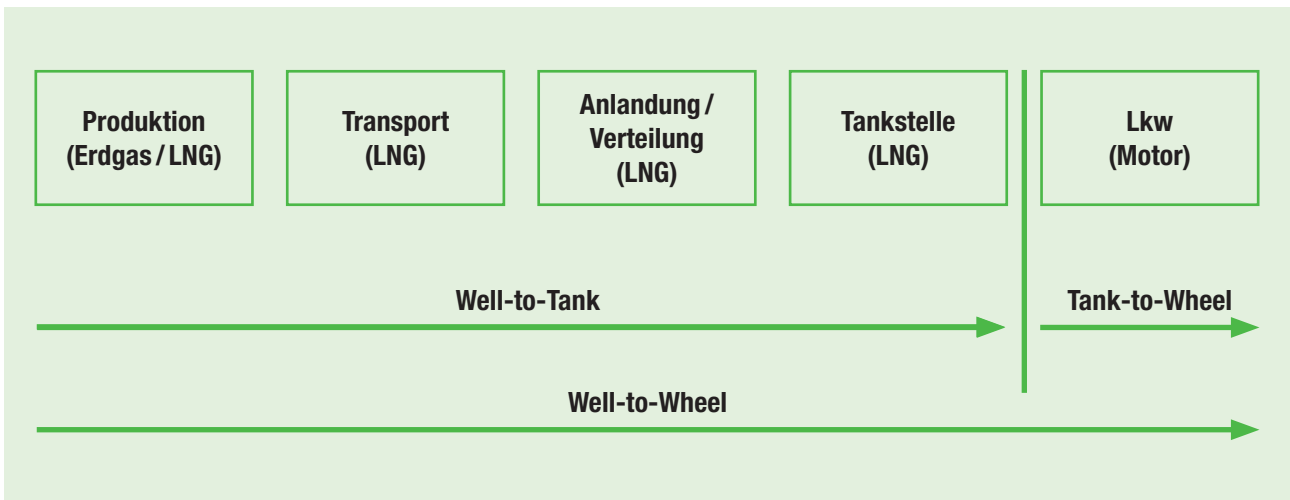 Produktion
(Erdgas / LNG)
Transport
(LNG)
Anlandung /
Verteilung
(LNG)
Tankstelle
(LNG)
Lkw
(Motor)
Well-to-Tank
Tank-to-Wheel
Well-to-Wheel